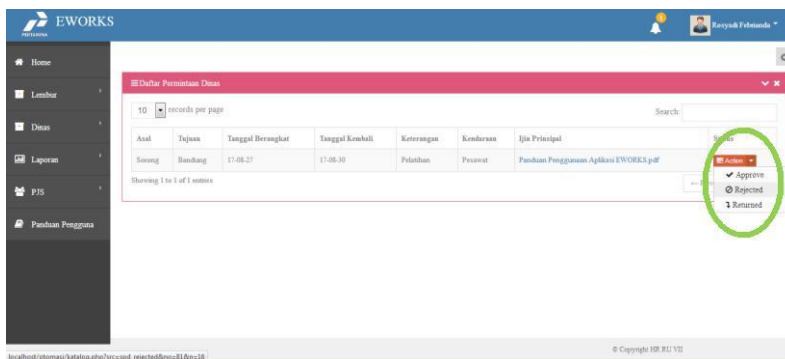 PERTAMINA
EWORKS
1
Rosyadi Febrianda
Home
Lembur
Dinas
Laporan
PJS
Panduan Pengguna
Daftar Permintaan Dinas
10 records per page
Search:
Asal Tujuan Tanggal Berangkat Tanggal Kembali Keterangan Kendaraan Ijin Prinsipal
Sorong Bandung 17-08-27 17-08-30 Pelatihan Pesawat Panduan Penggunaan Aplikasi EWORKS.pdf Action
Showing 1 to 1 of 1 entries
Approve
Rejected
Returned
© Copyright HR RU VII